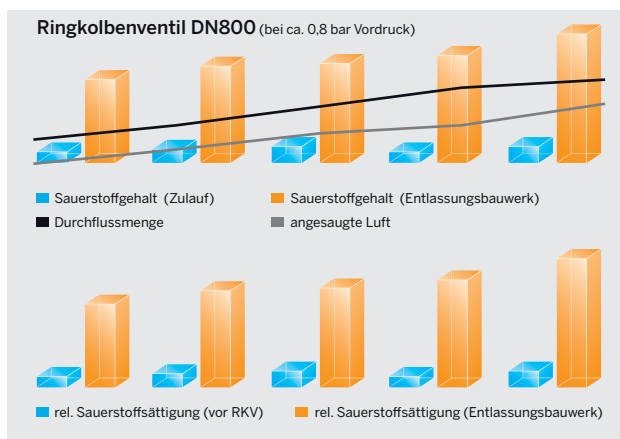 Ringkolbenventil DN800 (bei ca. 0,8 bar Vordruck)
Sauerstoffgehalt (Zulauf)
Sauerstoffgehalt (Entlassungsbauwerk)
Durchflussmenge
angesaugte Luft
rel. Sauerstoffsättigung (vor RKV)
rel. Sauerstoffsättigung (Entlassungsbauwerk)